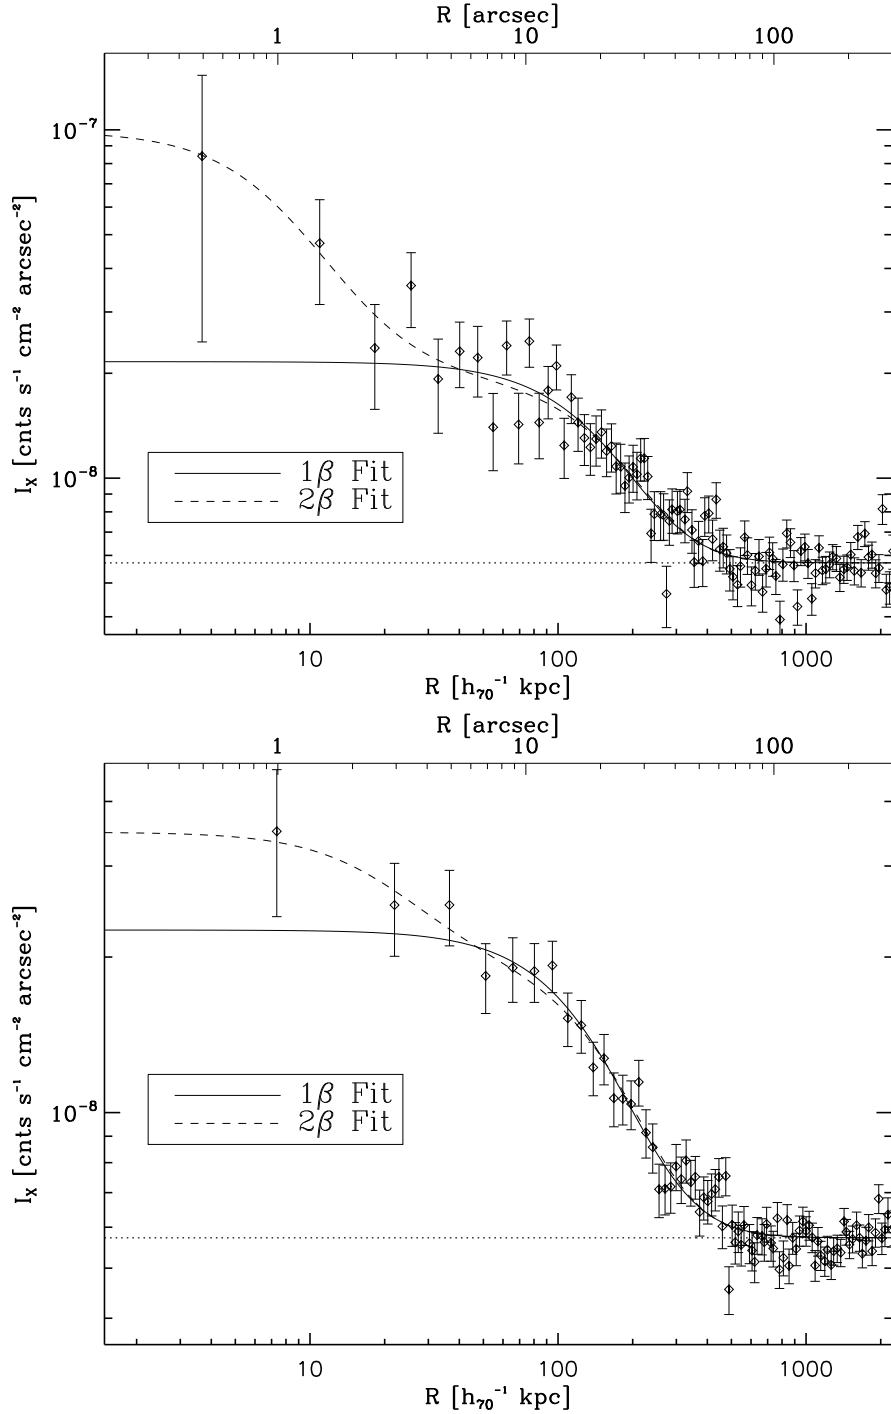 R [arcsec]
1 10 100
10⁻⁷
10⁻⁸
I_X [cnts s⁻¹ cm⁻² arcsec⁻²]
1β Fit
2β Fit
10 100 1000
R [h₇₀⁻¹ kpc]
R [arcsec]
1 10 100
10⁻⁸
I_X [cnts s⁻¹ cm⁻² arcsec⁻²]
1β Fit
2β Fit
10 100 1000
R [h₇₀⁻¹ kpc]